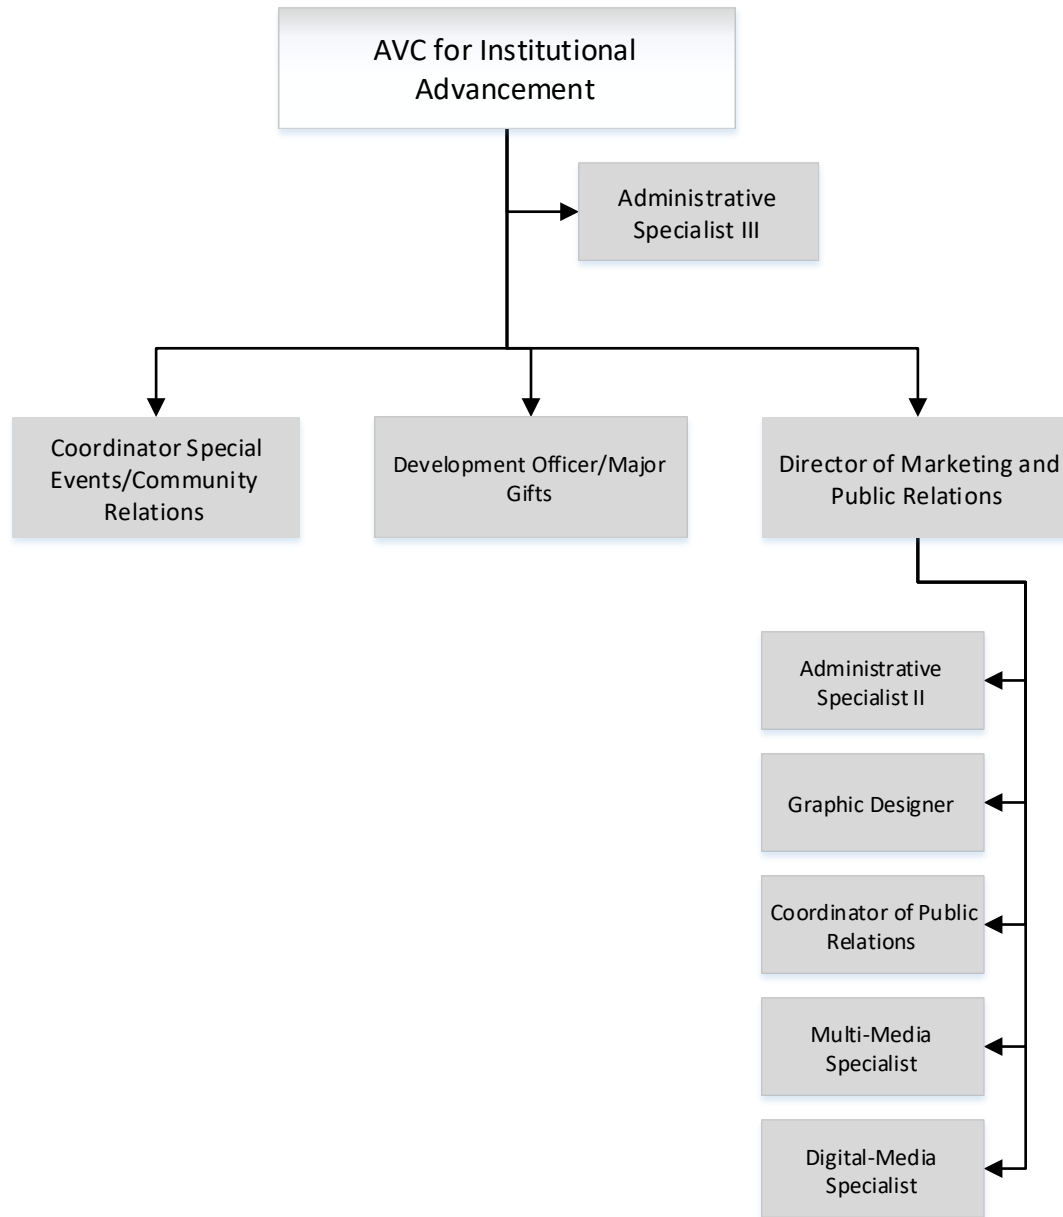 AVC for Institutional
Advancement
Administrative
Specialist III
Coordinator Special
Events/Community
Relations
Development Officer/Major
Gifts
Director of Marketing and
Public Relations
Administrative
Specialist II
Graphic Designer
Coordinator of Public
Relations
Multi-Media
Specialist
Digital-Media
Specialist